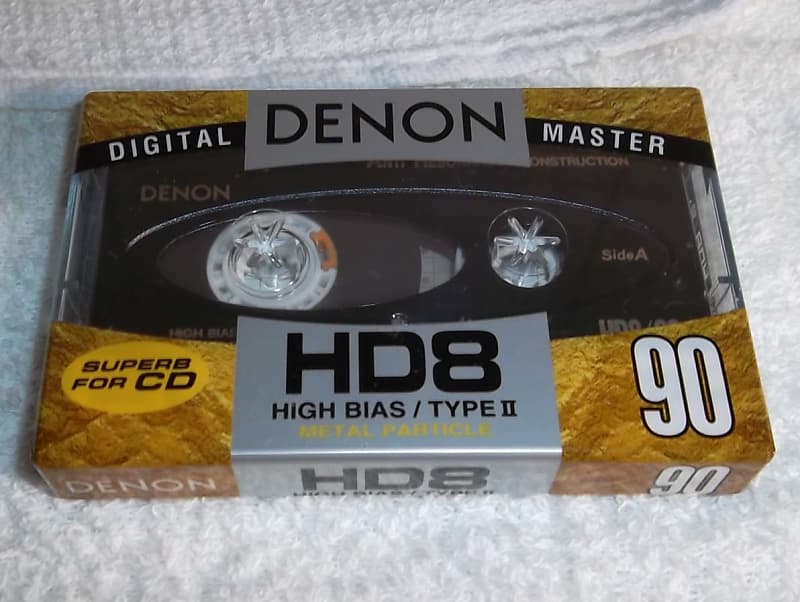 DIGITAL DENON MASTER
CONSTRUCTION
DENON
Side A
HIGH BIAS
HD8
SUPERB
FOR CD
HIGH BIAS / TYPE II
METAL PARTICLE
90
DENON
HD8
90
HIGH BIAS / TYPE II